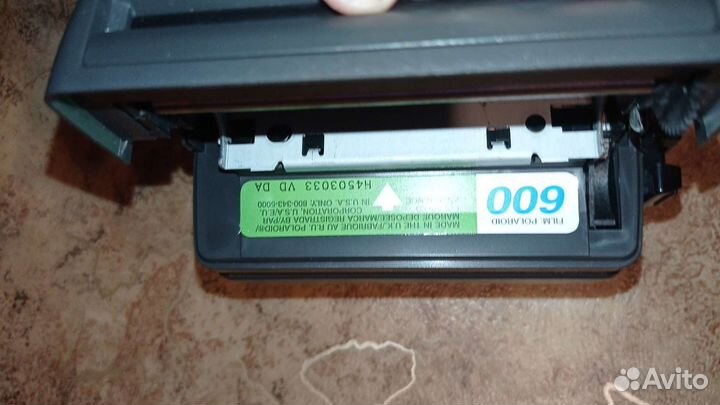 FILM POLAROID
600
MADE IN THE U.K./FABRIQUE AU R.U. POLAROID®/
MARQUE DEPOSEE/MARCA REGISTRADA BY/PAR
CORPORATION, U.S.A/E.U.
IN U.S.A. ONLY: 800-343-5000
H4503033 VD DA
Avito